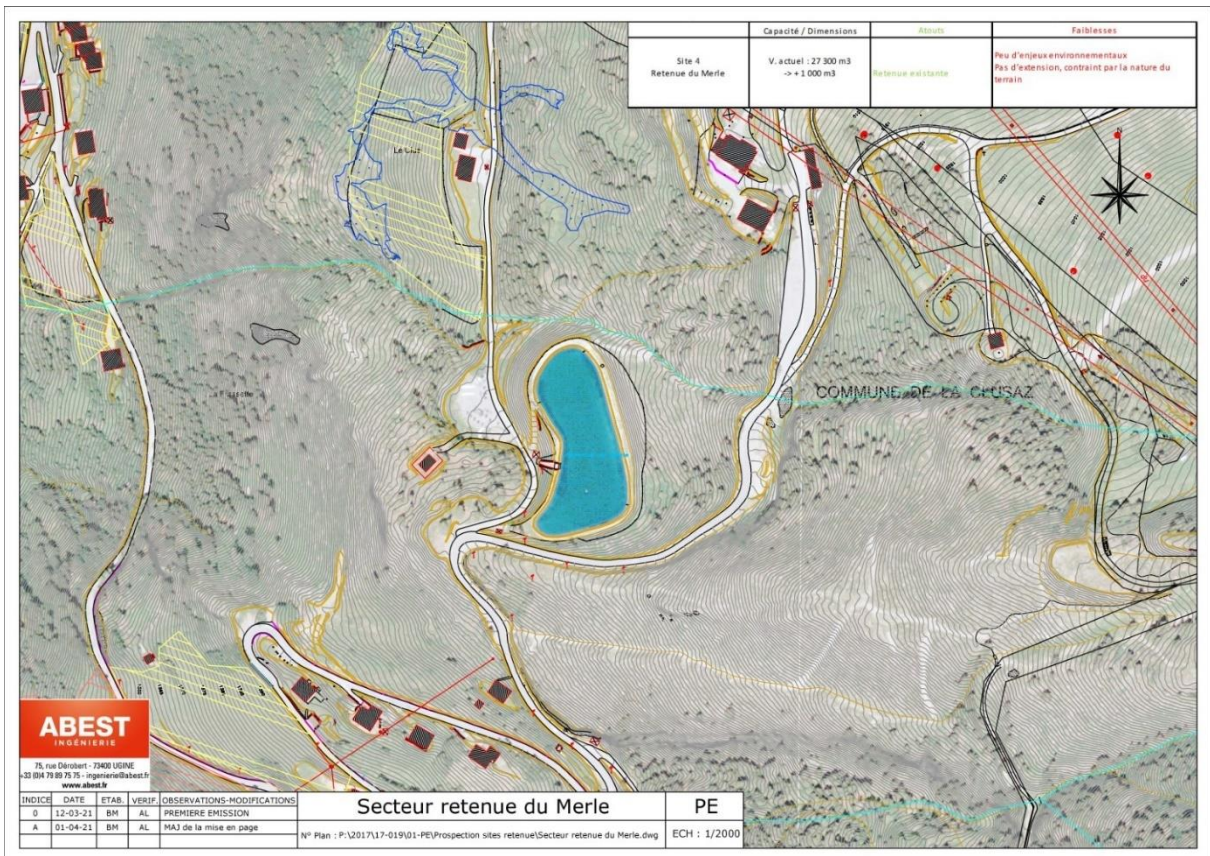 Capacité / Dimensions
Atouts
Faiblesses
Site 4
Retenue du Merle
V. actuel : 27 300 m3
-> + 1 000 m3
Retenue existante
Peu d'enjeux environnementaux
Pas d'extension, contraint par la nature du
terrain
COMMUNE DE LA CLUSAZ
ABEST
INGÉNIERIE
75, rue Dérobert - 73400 UGINE
+33 (0)4 79 89 75 75 - ingenierie@abest.fr
www.abest.fr
INDICE DATE ETAB. VERIF. OBSERVATIONS-MODIFICATIONS
0 12-03-21 BM AL PREMIERE EMISSION
A 01-04-21 BM AL MAJ de la mise en page
Secteur retenue du Merle
N° Plan : P:\2017\17-019\01-PE\Prospection sites retenue\Secteur retenue du Merle.dwg
PE
ECH : 1/2000